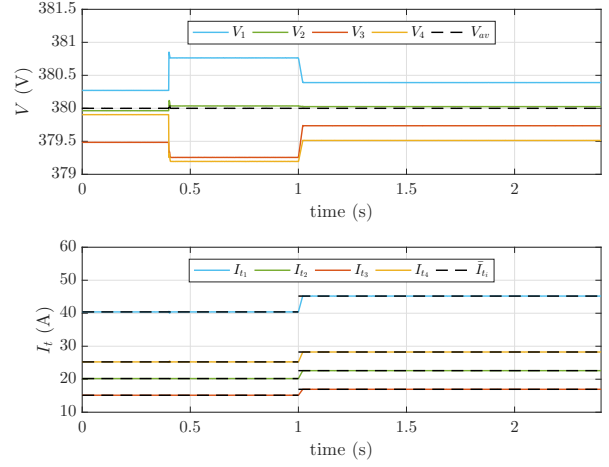 381.5
V₁ V₂ V₃ V₄ Vₐᵥ
381
380.5
380
379.5
379
V (V)
0 0.5 1 1.5 2
time (s)
60
Iₜ₁ Iₜ₂ Iₜ₃ Iₜ₄ Īₜᵢ
50
40
30
20
10
Iₜ (A)
0 0.5 1 1.5 2
time (s)